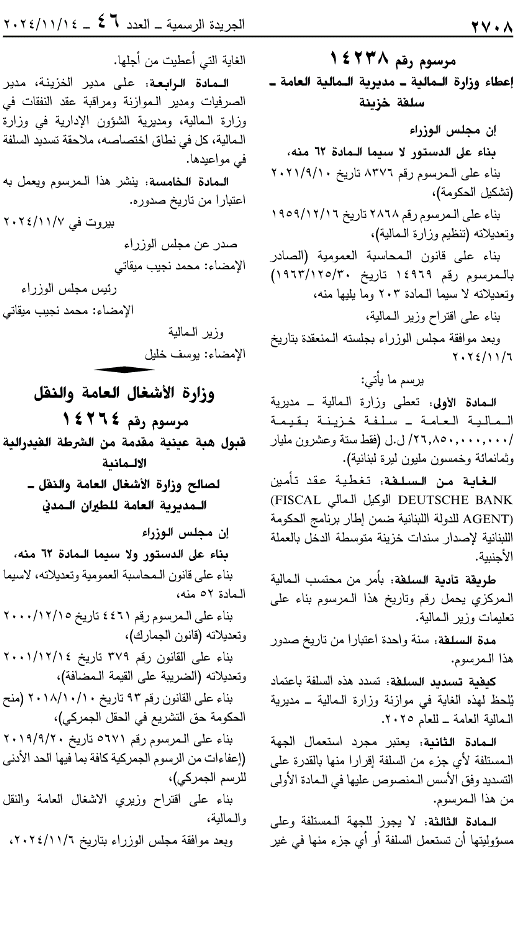 ٢٧٠٨
الجريدة الرسمية ـ العدد ٤٦ ـ ٢٠٢٤/١١/١٤
مرسوم رقم ١٤٢٣٨
إعطاء وزارة المالية ـ مديرية المالية العامة ـ
سلفة خزينة
إن مجلس الوزراء
بناء على الدستور لا سيما المادة ٦٢ منه،
بناء على المرسوم رقم ٨٣٧٦ تاريخ ٢٠٢١/٩/١٠
(تشكيل الحكومة)،
بناء على المرسوم رقم ٢٨٦٨ تاريخ ١٩٥٩/١٢/١٦
وتعديلاته (تنظيم وزارة المالية)،
بناء على قانون المحاسبة العمومية (الصادر
بالمرسوم رقم ١٤٩٦٩ تاريخ ١٩٦٣/١٢٥/٣٠)
وتعديلاته لا سيما المادة ٢٠٣ وما يليها منه،
بناء على اقتراح وزير المالية،
وبعد موافقة مجلس الوزراء بجلسته المنعقدة بتاريخ
٢٠٢٤/١١/٦
يرسم ما يأتي:
المادة الأولى: تعطى وزارة المالية ـ مديرية
المالية العامة ـ سلفة خزينة بقيمة
/٢٦,٨٥٠,٠٠٠,٠٠٠/ ل.ل (فقط ستة وعشرون مليار
وثمانمائة وخمسون مليون ليرة لبنانية).
الغاية من السلفة: تغطية عقد تأمين
DEUTSCHE BANK الوكيل المالي (FISCAL
AGENT) للدولة اللبنانية ضمن إطار برنامج الحكومة
اللبنانية لإصدار سندات خزينة متوسطة الدخل بالعملة
الأجنبية.
طريقة تادية السلفة: بأمر من محتسب المالية
المركزي يحمل رقم وتاريخ هذا المرسوم بناء على
تعليمات وزير المالية.
مدة السلفة: سنة واحدة اعتبارا من تاريخ صدور
هذا المرسوم.
كيفية تسديد السلفة: تسدد هذه السلفة باعتماد
يُلحظ لهذه الغاية في موازنة وزارة المالية ـ مديرية
المالية العامة ـ للعام ٢٠٢٥.
المادة الثانية: يعتبر مجرد استعمال الجهة
المستلفة لأي جزء من السلفة إقرارا منها بالقدرة على
التسديد وفق الأسس المنصوص عليها في المادة الأولى
من هذا المرسوم.
المادة الثالثة: لا يجوز للجهة المستلفة وعلى
مسؤوليتها أن تستعمل السلفة أو أي جزء منها في غير
الغاية التي أعطيت من أجلها.
المادة الرابعة: على مدير الخزينة، مدير
الصرفيات ومدير الموازنة ومراقبة عقد النفقات في
وزارة المالية، ومديرية الشؤون الإدارية في وزارة
المالية، كل في نطاق اختصاصه، ملاحقة تسديد السلفة
في مواعيدها.
المادة الخامسة: ينشر هذا المرسوم ويعمل به
اعتبارا من تاريخ صدوره.
بيروت في ٢٠٢٤/١١/٧
صدر عن مجلس الوزراء
الإمضاء: محمد نجيب ميقاتي
رئيس مجلس الوزراء
الإمضاء: محمد نجيب ميقاتي
وزير المالية
الإمضاء: يوسف خليل
وزارة الأشغال العامة والنقل
مرسوم رقم ١٤٢٦٤
قبول هبة عينية مقدمة من الشرطة الفيدرالية
الالمانية
لصالح وزارة الأشغال العامة والنقل ـ
المديرية العامة للطيران المدني
إن مجلس الوزراء
بناء على الدستور ولا سيما المادة ٦٢ منه،
بناء على قانون المحاسبة العمومية وتعديلاته، لاسيما
المادة ٥٢ منه،
بناء على المرسوم رقم ٤٤٦١ تاريخ ٢٠٠٠/١٢/١٥
وتعديلاته (قانون الجمارك)،
بناء على القانون رقم ٣٧٩ تاريخ ٢٠٠١/١٢/١٤
وتعديلاته (الضريبة على القيمة المضافة)،
بناء على القانون رقم ٩٣ تاريخ ٢٠١٨/١٠/١٠ (منح
الحكومة حق التشريع في الحقل الجمركي)،
بناء على المرسوم رقم ٥٦٧١ تاريخ ٢٠١٩/٩/٢٠
(إعفاءات من الرسوم الجمركية كافة بما فيها الحد الأدنى
للرسم الجمركي)،
بناء على اقتراح وزيري الاشغال العامة والنقل
والمالية،
وبعد موافقة مجلس الوزراء بتاريخ ٢٠٢٤/١١/٦،